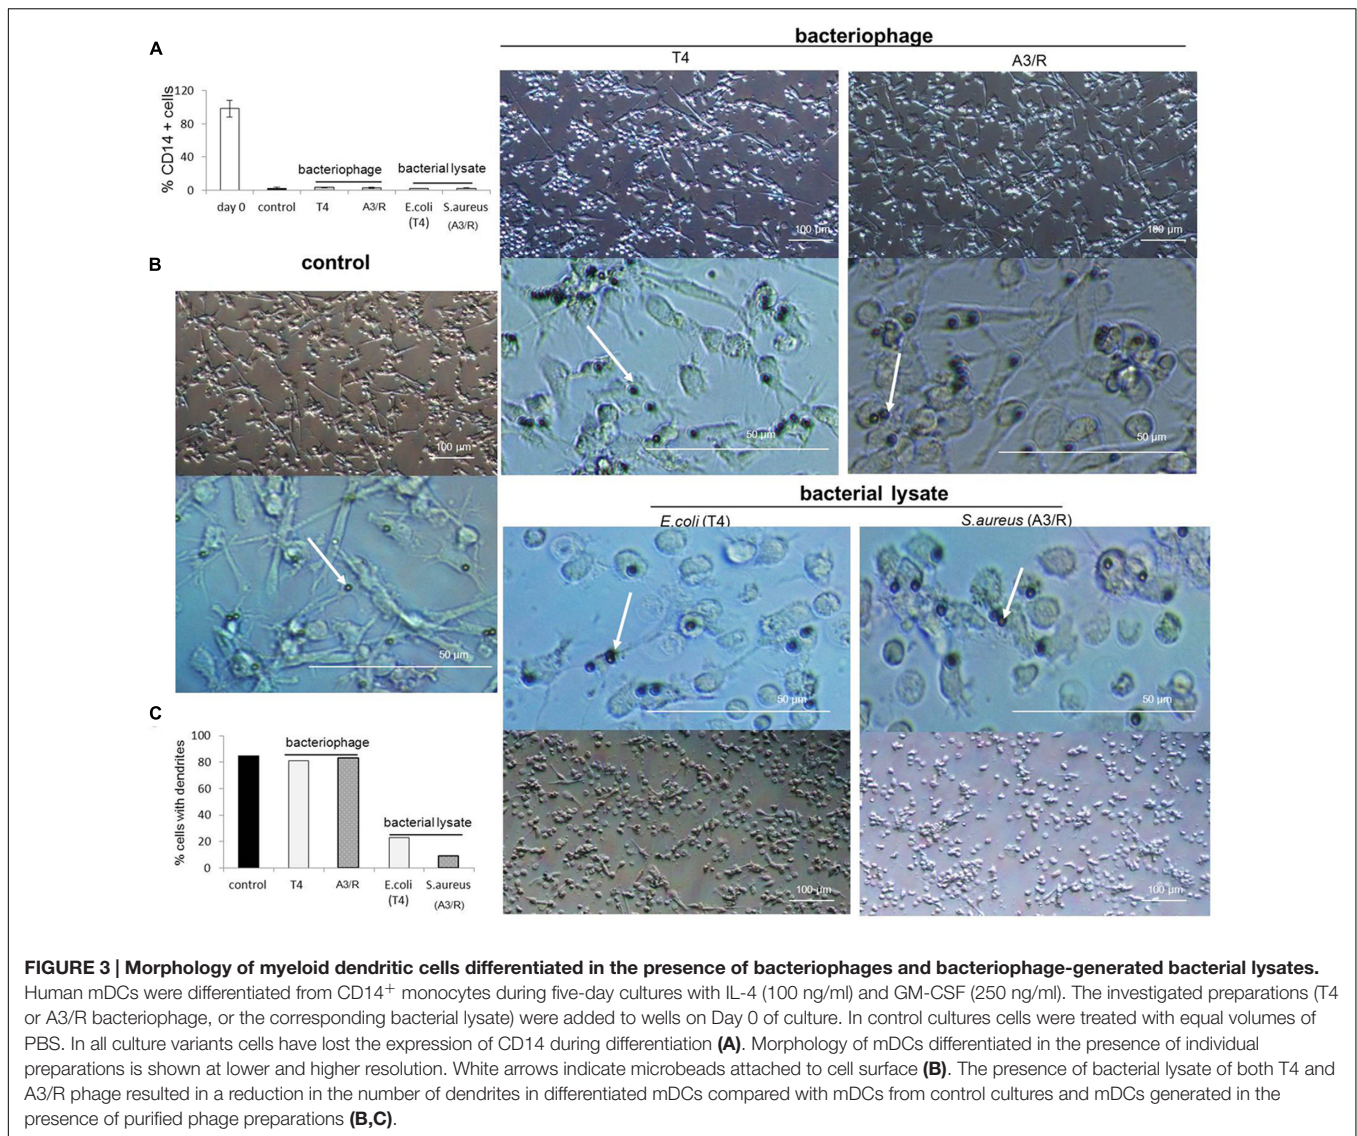 A
% CD14 + cells
120
80
40
0
bacteriophage
bacterial lysate
day 0 control T4 A3/R E.coli S.aureus
(T4) (A3/R)
bacteriophage
T4 A3/R
100 µm
100 µm
50 µm
50 µm
B
control
100 µm
50 µm
bacterial lysate
E.coli (T4) S.aureus (A3/R)
50 µm
50 µm
100 µm
100 µm
C
% cells with dendrites
100
80
60
40
20
0
bacteriophage
bacterial lysate
control T4 A3/R E.coli S.aureus
(T4) (A3/R)
FIGURE 3 | Morphology of myeloid dendritic cells differentiated in the presence of bacteriophages and bacteriophage-generated bacterial lysates.
Human mDCs were differentiated from CD14+ monocytes during five-day cultures with IL-4 (100 ng/ml) and GM-CSF (250 ng/ml). The investigated preparations (T4
or A3/R bacteriophage, or the corresponding bacterial lysate) were added to wells on Day 0 of culture. In control cultures cells were treated with equal volumes of
PBS. In all culture variants cells have lost the expression of CD14 during differentiation (A). Morphology of mDCs differentiated in the presence of individual
preparations is shown at lower and higher resolution. White arrows indicate microbeads attached to cell surface (B). The presence of bacterial lysate of both T4 and
A3/R phage resulted in a reduction in the number of dendrites in differentiated mDCs compared with mDCs from control cultures and mDCs generated in the
presence of purified phage preparations (B,C).